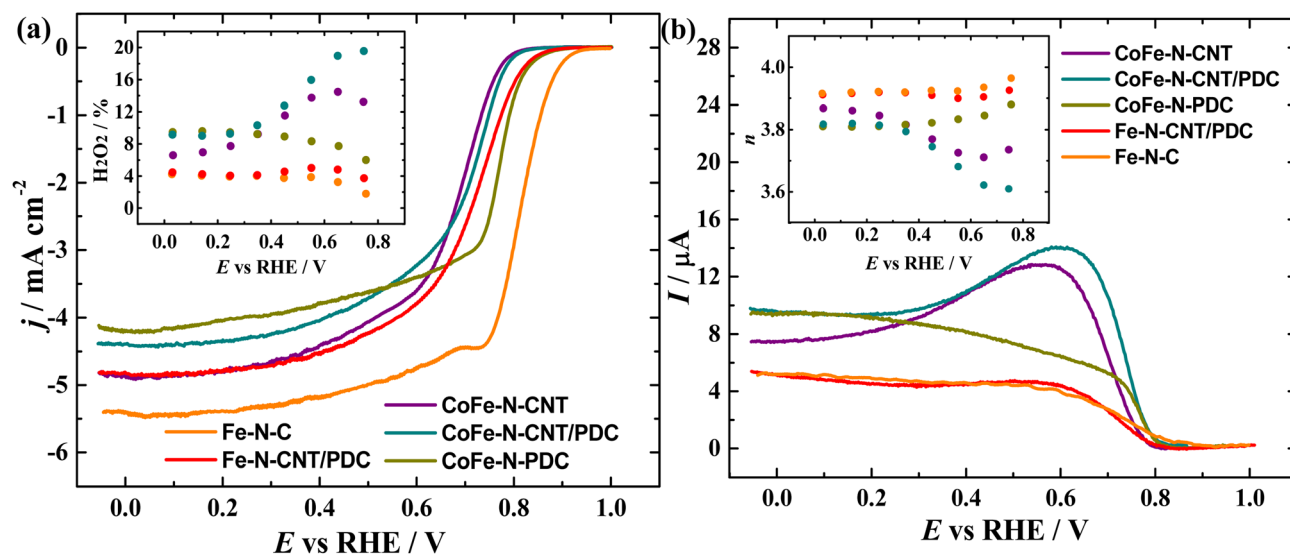 (a)
0
-1
-2
-3
-4
-5
-6
j / mA cm⁻²
0.0 0.2 0.4 0.6 0.8 1.0
E vs RHE / V
20
16
12
8
4
0
H₂O₂ / %
0.0 0.2 0.4 0.6 0.8
E vs RHE / V
CoFe-N-CNT
Fe-N-C CoFe-N-CNT/PDC
Fe-N-CNT/PDC CoFe-N-PDC
(b)
28
24
20
16
12
8
4
0
I / μA
0.0 0.2 0.4 0.6 0.8 1.0
E vs RHE / V
4.0
3.8
3.6
n
0.0 0.2 0.4 0.6 0.8
E vs RHE / V
CoFe-N-CNT
CoFe-N-CNT/PDC
CoFe-N-PDC
Fe-N-CNT/PDC
Fe-N-C